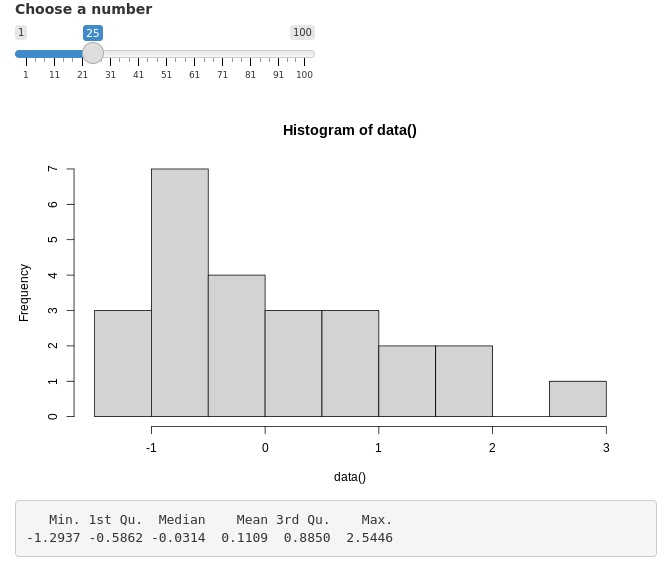 Choose a number
1 25 100
1 11 21 31 41 51 61 71 81 91 100
Histogram of data()
7
6
5
4
3
2
1
0
Frequency
-1 0 1 2 3
data()
Min. 1st Qu. Median Mean 3rd Qu. Max.
-1.2937 -0.5862 -0.0314 0.1109 0.8850 2.5446